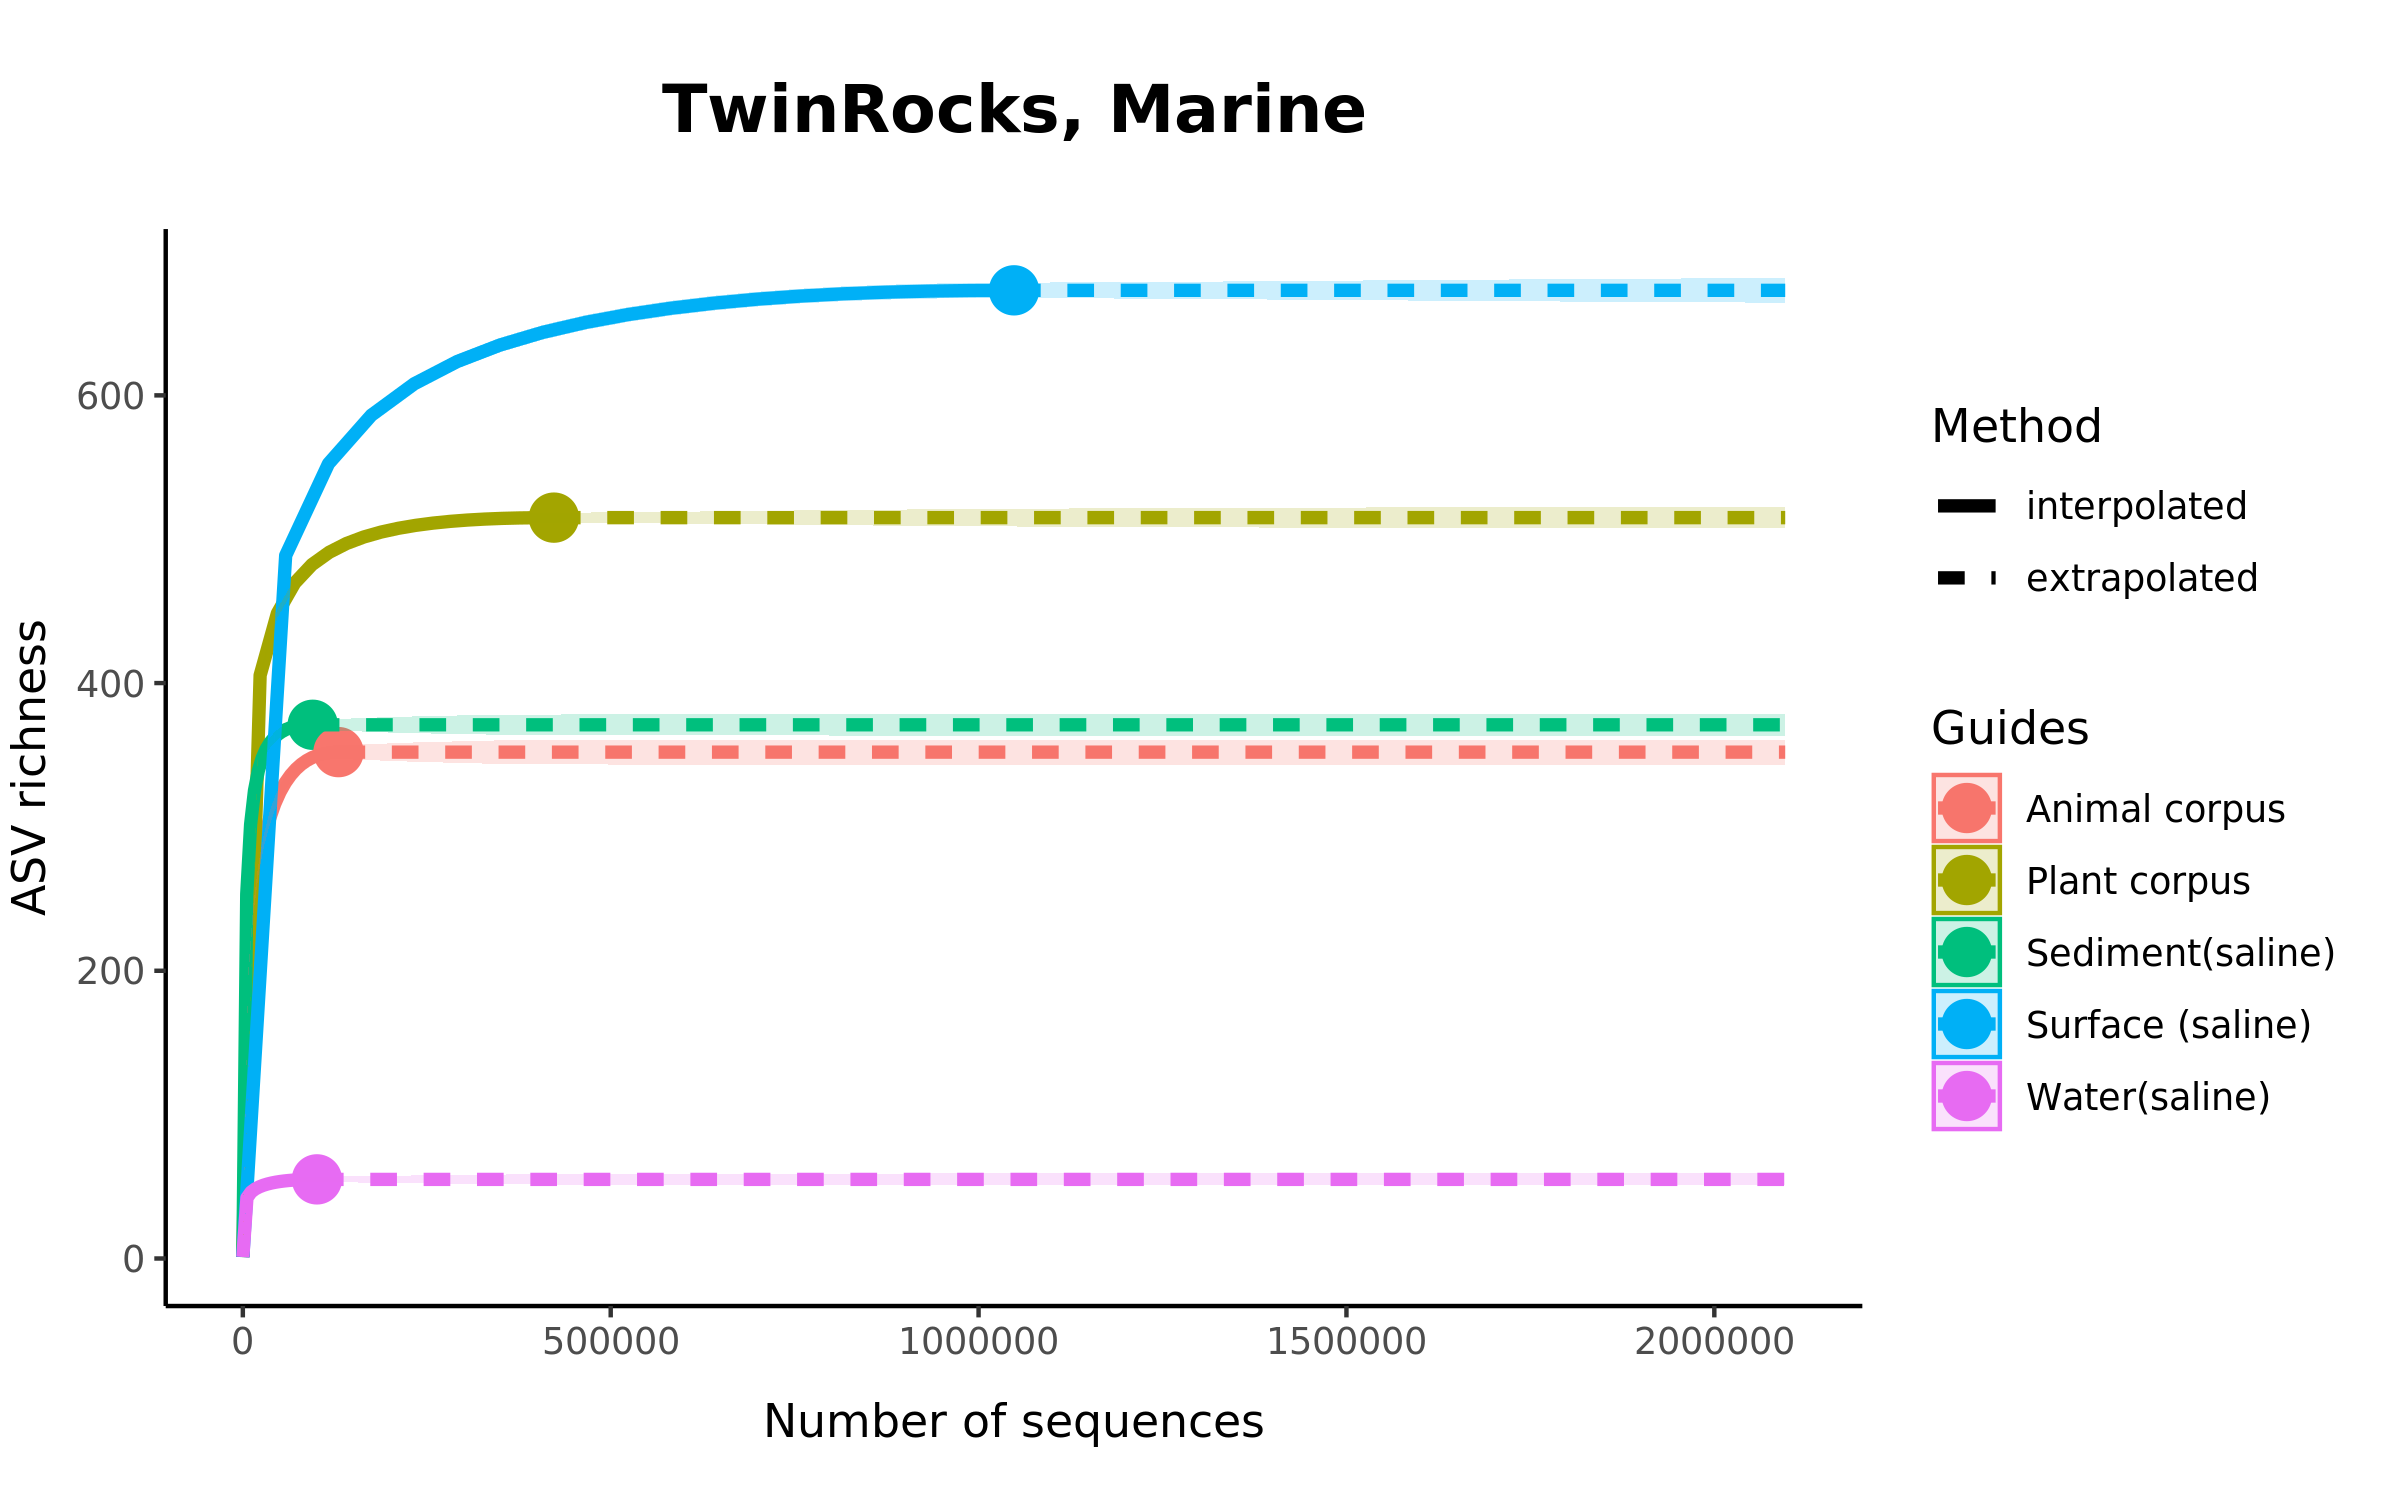 TwinRocks, Marine
ASV richness
600
400
200
0
0
500000
1000000
1500000
2000000
Number of sequences
Method
interpolated
extrapolated
Guides
Animal corpus
Plant corpus
Sediment(saline)
Surface (saline)
Water(saline)